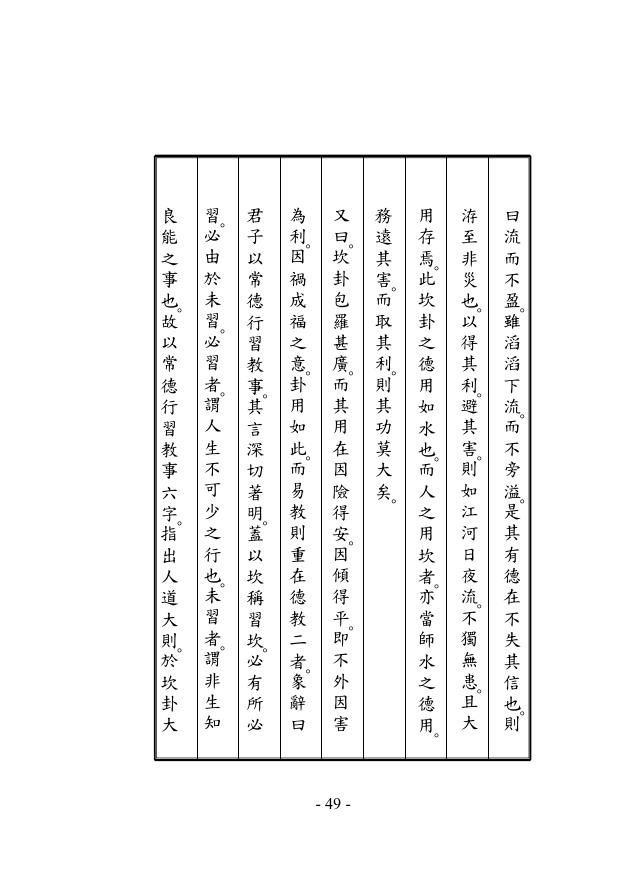 曰流而不盈。雖滔滔下流。而不旁溢。是其有德在不失其信也。則
洊至非災也。以得其利。避其害。則如江河日夜流。不獨無患。且大
用存焉。此坎卦之德用如水也。而人之用坎者。亦當師水之德用。
務遠其害。而取其利。則其功莫大矣。
又曰。坎卦包羅甚廣。而其用在因險得安。因傾得平。即不外因害
為利。因禍成福之意。卦用如此。而易教則重在德教二者。象辭曰
君子以常德行習教事。其言深切著明。蓋以坎稱習坎。必有所必
習。必由於未習。必習者。謂人生不可少之行也。未習者。謂非生知
良能之事也。故以常德行習教事六字。指出人道大則。於坎卦大
- 49 -